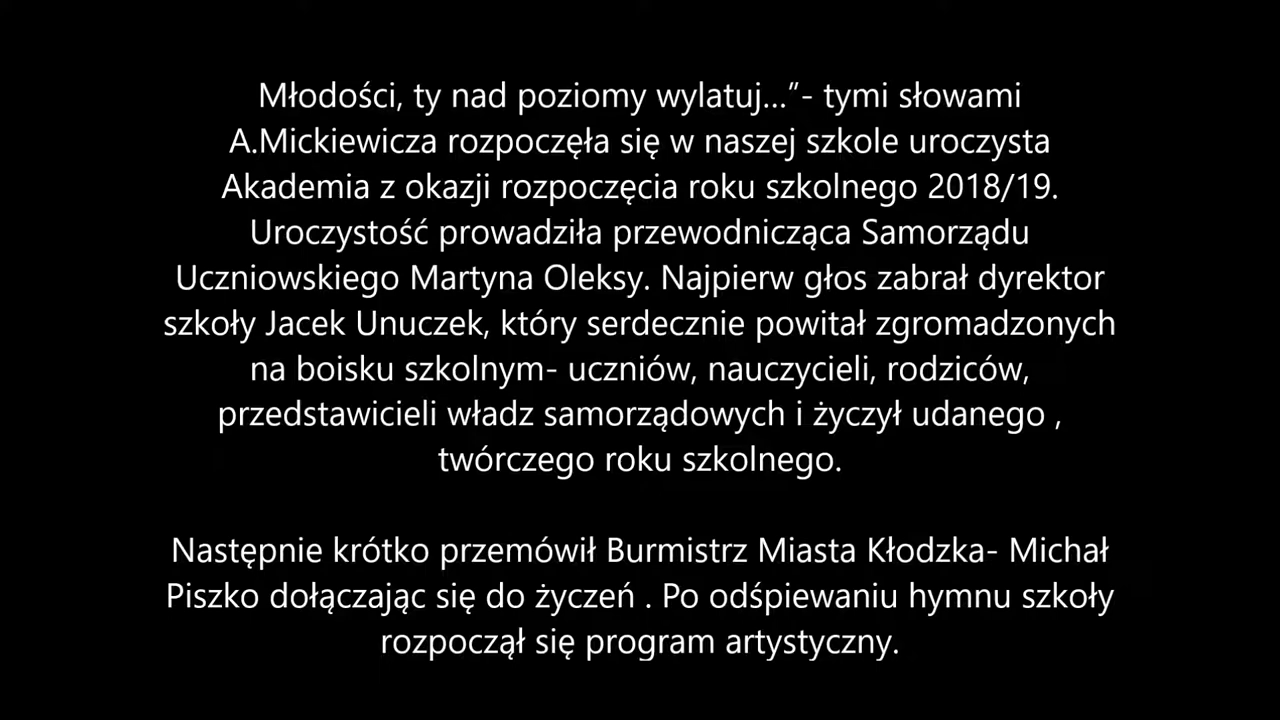 Młodości, ty nad poziomy wylatuj...”- tymi słowami
A.Mickiewicza rozpoczęła się w naszej szkole uroczysta
Akademia z okazji rozpoczęcia roku szkolnego 2018/19.
Uroczystość prowadziła przewodnicząca Samorządu
Uczniowskiego Martyna Oleksy. Najpierw głos zabrał dyrektor
szkoły Jacek Unuczek, który serdecznie powitał zgromadzonych
na boisku szkolnym- uczniów, nauczycieli, rodziców,
przedstawicieli władz samorządowych i życzył udanego ,
twórczego roku szkolnego.
Następnie krótko przemówił Burmistrz Miasta Kłodzka- Michał
Piszko dołączając się do życzeń . Po odśpiewaniu hymnu szkoły
rozpoczął się program artystyczny.